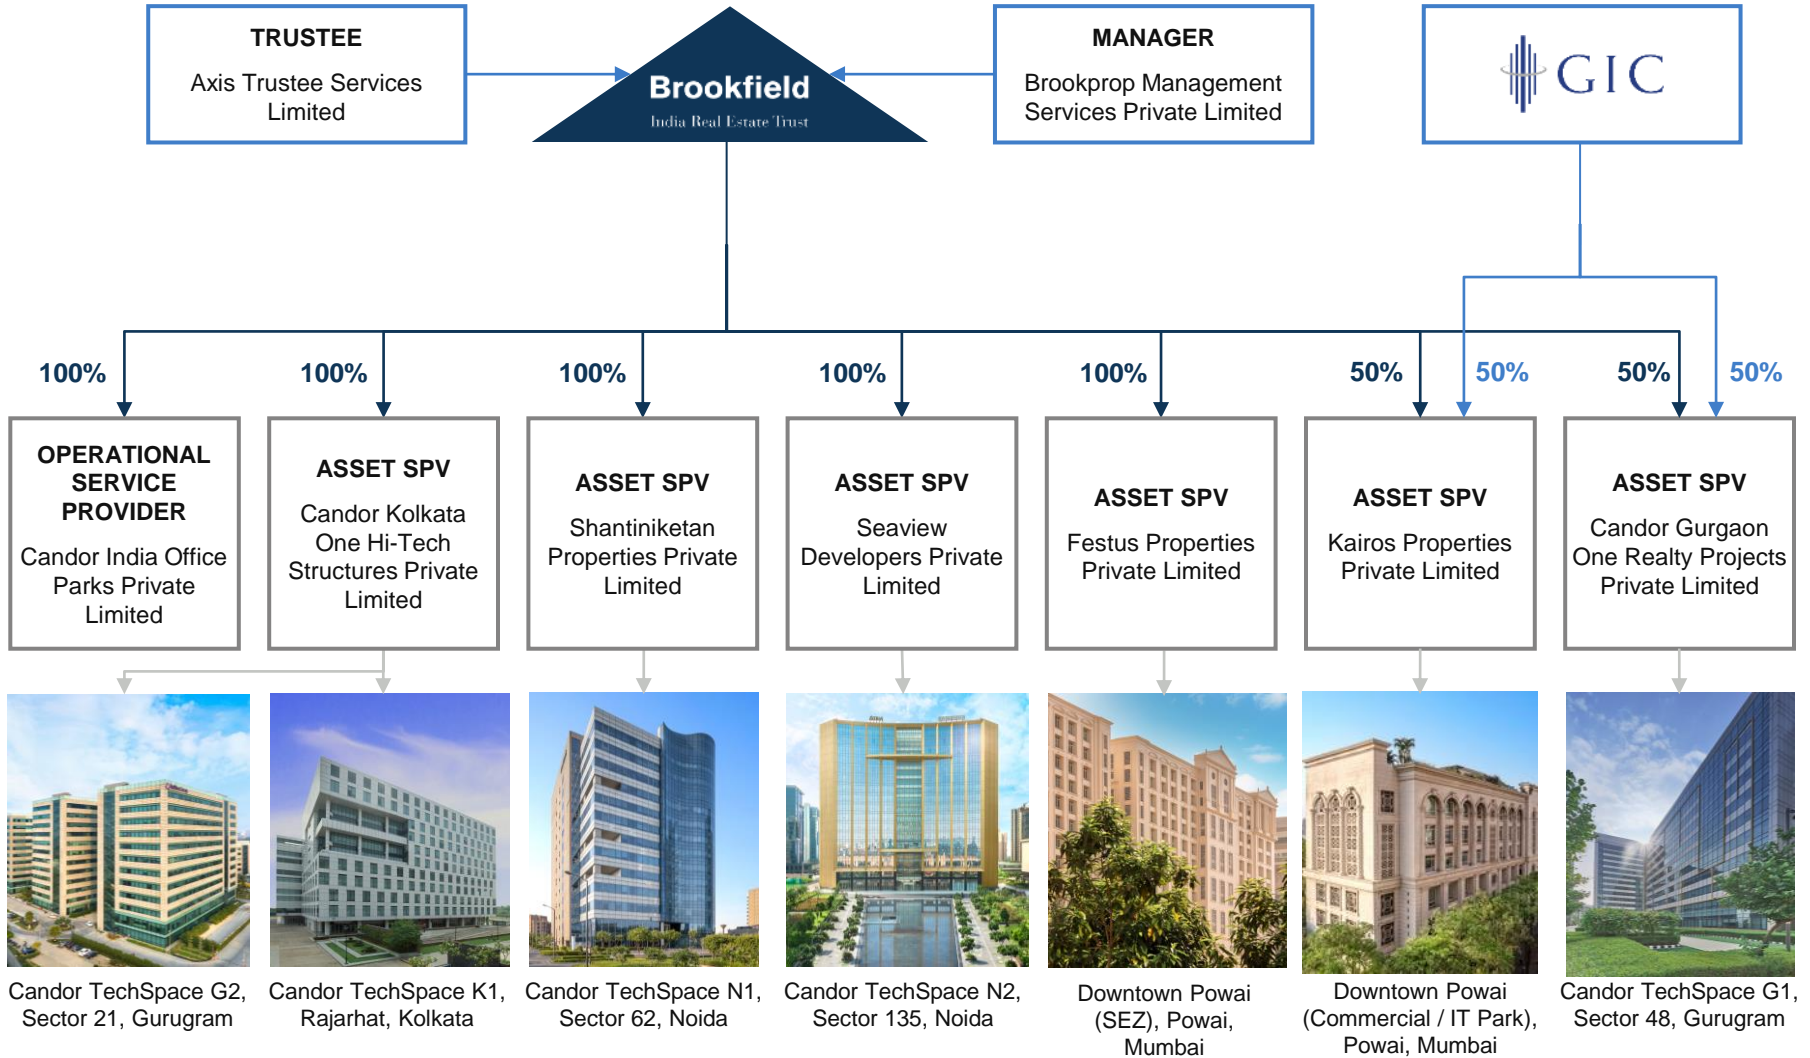 TRUSTEE
Axis Trustee Services
Limited
Brookfield
India Real Estate Trust
MANAGER
Brookprop Management
Services Private Limited
GIC
100%
100%
100%
100%
100%
50%
50%
50%
50%
OPERATIONAL
SERVICE
PROVIDER
Candor India Office
Parks Private
Limited
ASSET SPV
Candor Kolkata
One Hi-Tech
Structures Private
Limited
ASSET SPV
Shantiniketan
Properties Private
Limited
ASSET SPV
Seaview
Developers Private
Limited
ASSET SPV
Festus Properties
Private Limited
ASSET SPV
Kairos Properties
Private Limited
ASSET SPV
Candor Gurgaon
One Realty Projects
Private Limited
Candor TechSpace G2,
Sector 21, Gurugram
Candor TechSpace K1,
Rajarhat, Kolkata
Candor TechSpace N1,
Sector 62, Noida
Candor TechSpace N2,
Sector 135, Noida
Downtown Powai
(SEZ), Powai,
Mumbai
Downtown Powai
(Commercial / IT Park),
Powai, Mumbai
Candor TechSpace G1,
Sector 48, Gurugram